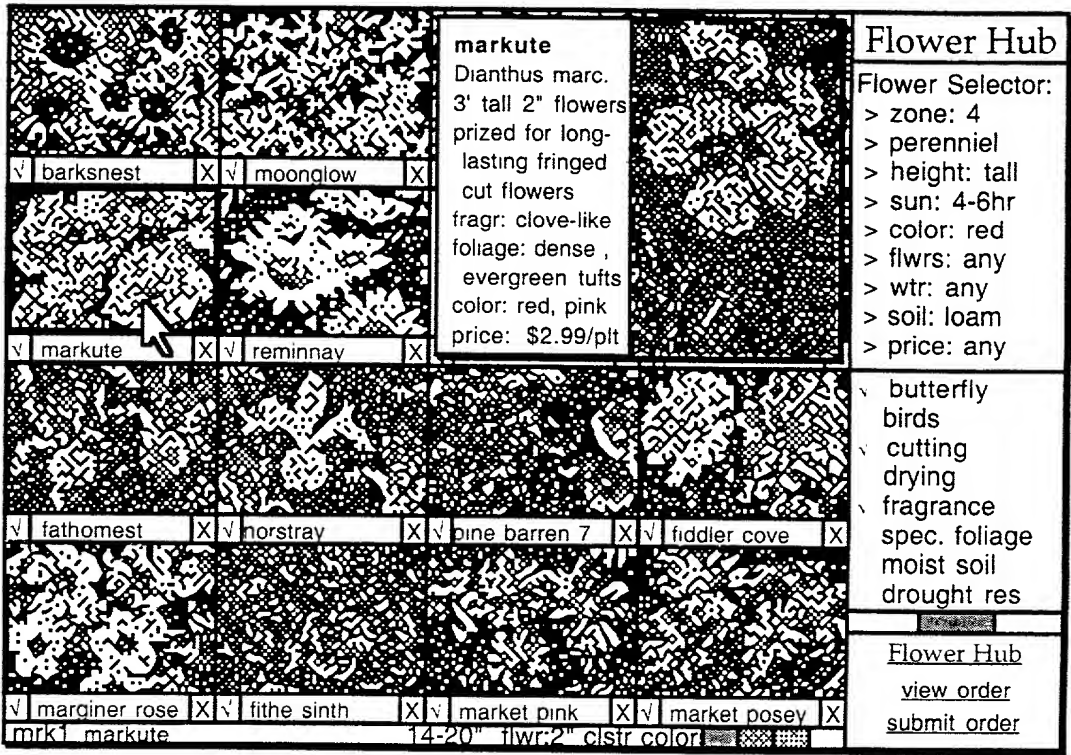 √ barksnest X
√ moonglow X
√ markute X
√ reminnay X
markute
Dianthus marc.
3' tall 2" flowers
prized for long-
lasting fringed
cut flowers
fragr: clove-like
foliage: dense ,
evergreen tufts
color: red, pink
price: $2.99/plt
√ fathomest X
√ norstray X
√ pine barren 7 X
√ fiddler cove X
√ marginer rose X
√ fithe sinth X
√ market pink X
√ market posey X
mrk1 markute 14-20" flwr:2" clstr color:
Flower Hub
Flower Selector:
> zone: 4
> perenniel
> height: tall
> sun: 4-6hr
> color: red
> flwrs: any
> wtr: any
> soil: loam
> price: any
√ butterfly
birds
√ cutting
drying
√ fragrance
spec. foliage
moist soil
drought res
Flower Hub
view order
submit order